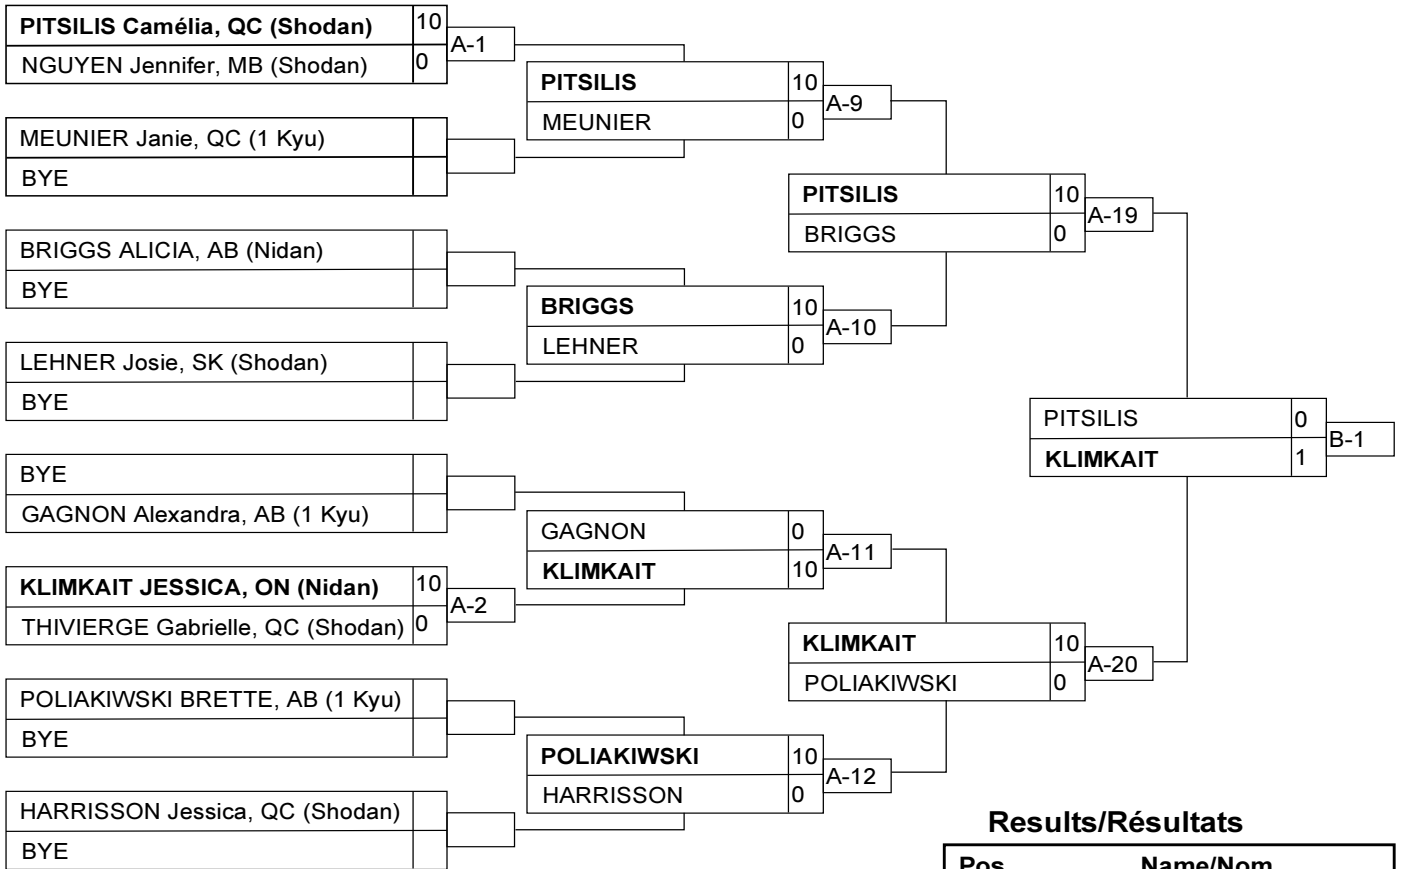 PITSILIS Camélia, QC (Shodan) 10
NGUYEN Jennifer, MB (Shodan) 0
A-1
MEUNIER Janie, QC (1 Kyu)
BYE
BRIGGS ALICIA, AB (Nidan)
BYE
LEHNER Josie, SK (Shodan)
BYE
BYE
GAGNON Alexandra, AB (1 Kyu)
KLIMKAIT JESSICA, ON (Nidan) 10
THIVIERGE Gabrielle, QC (Shodan) 0
A-2
POLIAKIWSKI BRETTE, AB (1 Kyu)
BYE
HARRISSON Jessica, QC (Shodan)
BYE
PITSILIS 10
MEUNIER 0
A-9
BRIGGS 10
LEHNER 0
A-10
GAGNON 0
KLIMKAIT 10
A-11
POLIAKIWSKI 10
HARRISSON 0
A-12
PITSILIS 10
BRIGGS 0
A-19
KLIMKAIT 10
POLIAKIWSKI 0
A-20
PITSILIS 0
KLIMKAIT 1
B-1
Results/Résultats
Pos Name/Nom